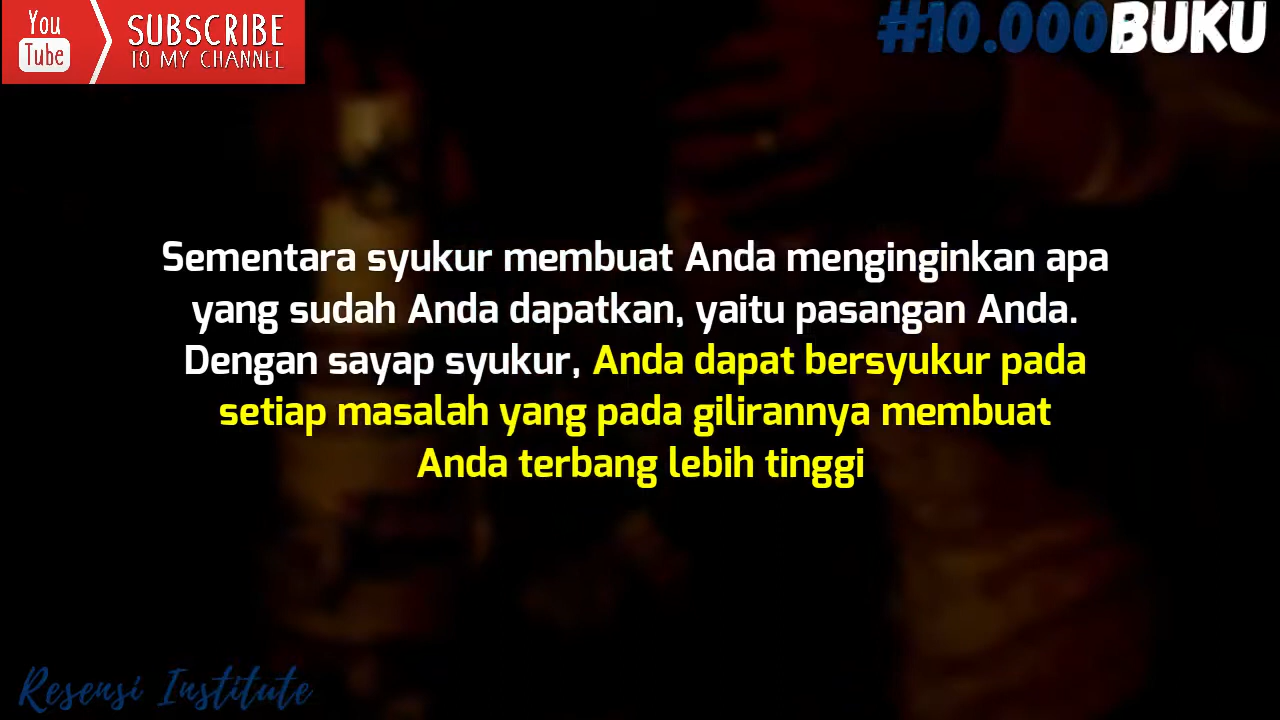 You
Tube
SUBSCRIBE
TO MY CHANNEL
#10.000BUKU
Sementara syukur membuat Anda menginginkan apa
yang sudah Anda dapatkan, yaitu pasangan Anda.
Dengan sayap syukur, Anda dapat bersyukur pada
setiap masalah yang pada gilirannya membuat
Anda terbang lebih tinggi
Resensi Institute